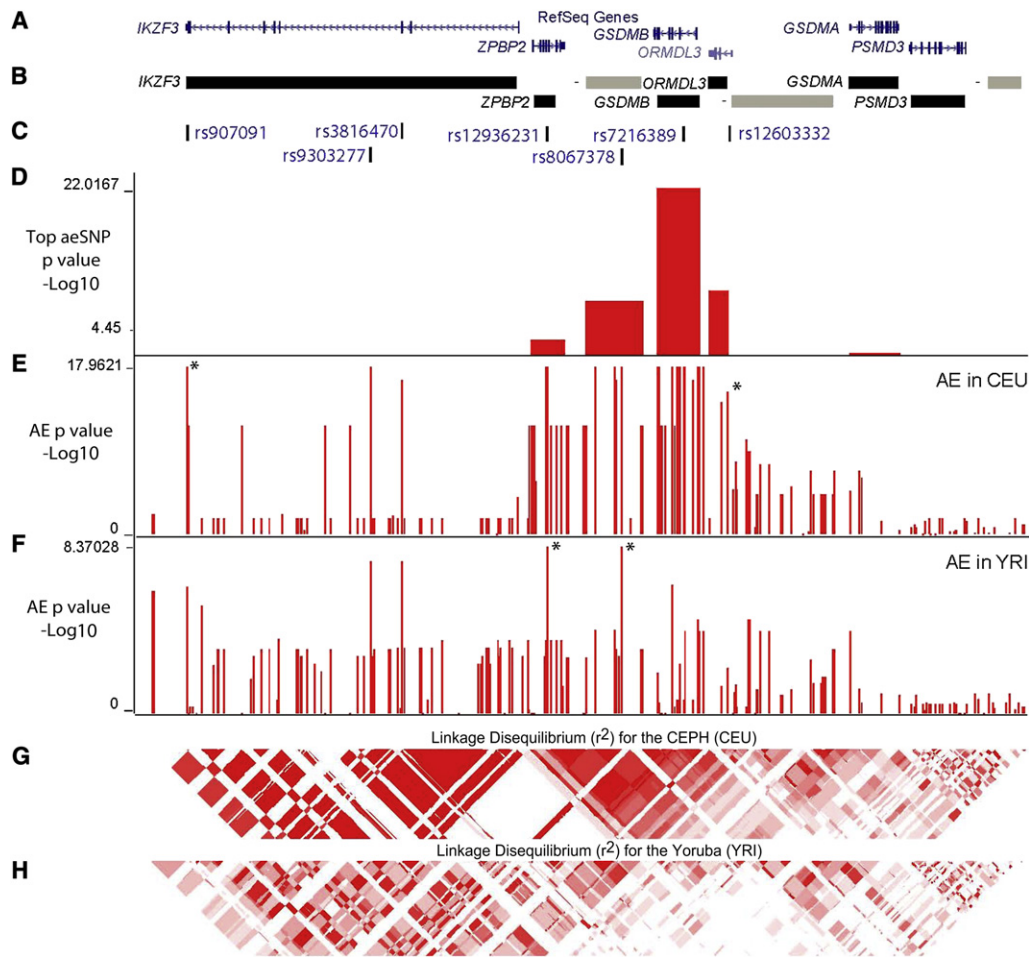 A
RefSeq Genes
IKZF3
ZPBP2
GSDMB
ORMDL3
GSDMA
PSMD3
B
IKZF3
-
ORMDL3
GSDMA
-
ZPBP2
GSDMB
-
PSMD3
C
rs907091
rs3816470
rs12936231
rs7216389
rs12603332
rs9303277
rs8067378
D
22.0167
Top aeSNP
p value
-Log10
4.45
E
17.9621
*
*
AE in CEU
AE p value
-Log10
0
F
8.37028
*
*
AE in YRI
AE p value
-Log10
0
Linkage Disequilibrium (r2) for the CEPH (CEU)
G
Linkage Disequilibrium (r2) for the Yoruba (YRI)
H